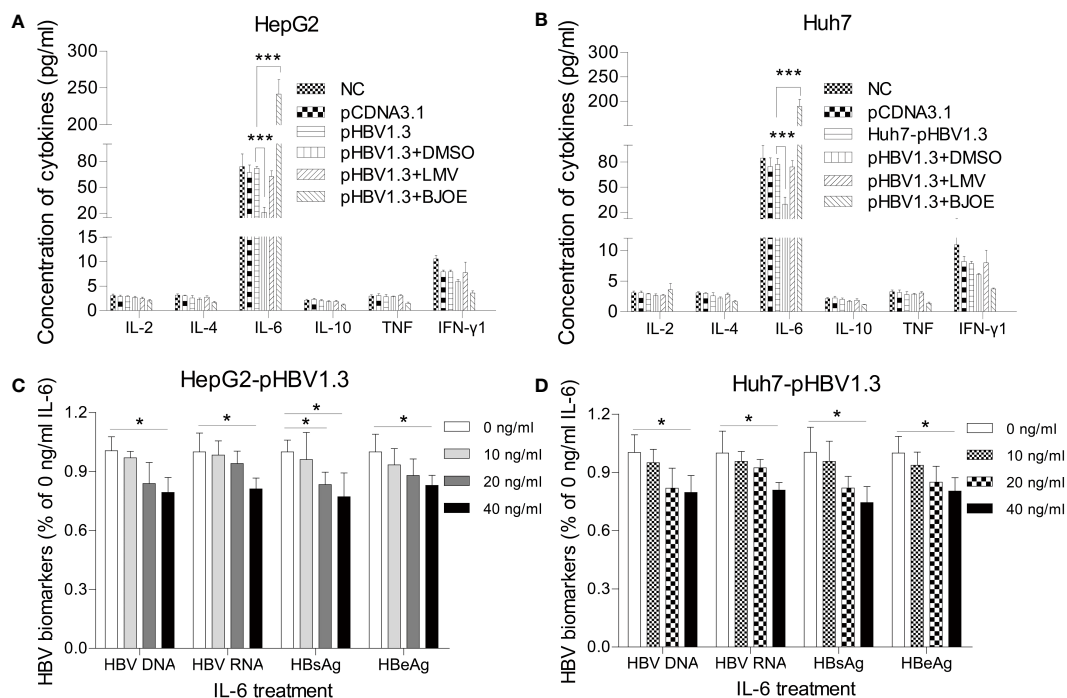 A
HepG2
Concentration of cytokines (pg/ml)
300
250
200
80
60
40
20
15
10
5
0
***
***
NC
pCDNA3.1
pHBV1.3
pHBV1.3+DMSO
pHBV1.3+LMV
pHBV1.3+BJOE
IL-2 IL-4 IL-6 IL-10 TNF IFN-γ1
B
Huh7
Concentration of cytokines (pg/ml)
300
200
80
60
40
20
10
5
0
***
***
NC
pCDNA3.1
Huh7-pHBV1.3
pHBV1.3+DMSO
pHBV1.3+LMV
pHBV1.3+BJOE
IL-2 IL-4 IL-6 IL-10 TNF IFN-γ1
C
HepG2-pHBV1.3
HBV biomarkers (% of 0 ng/ml IL-6)
1.2
0.9
0.6
0.3
0.0
* * * * *
0 ng/ml
10 ng/ml
20 ng/ml
40 ng/ml
HBV DNA HBV RNA HBsAg HBeAg
IL-6 treatment
D
Huh7-pHBV1.3
HBV biomarkers (% of 0 ng/ml IL-6)
1.2
0.9
0.6
0.3
0.0
* * * *
0 ng/ml
10 ng/ml
20 ng/ml
40 ng/ml
HBV DNA HBV RNA HBsAg HBeAg
IL-6 treatment